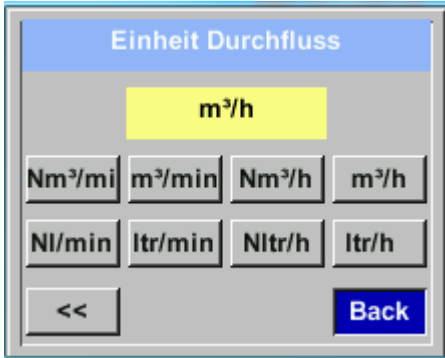 Einheit Durchfluss
m³/h
Nm³/mi m³/min Nm³/h m³/h
Nl/min ltr/min Nltr/h ltr/h
<< Back